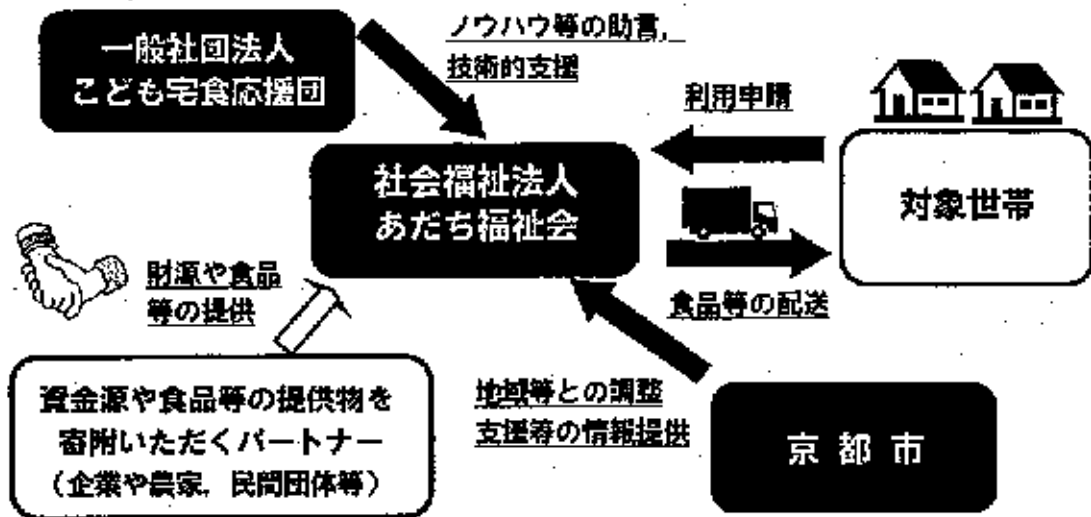 一般社団法人
こども宅食応援団
ノウハウ等の助言,
技術的支援
利用申請
社会福祉法人
あだち福祉会
対象世帯
財源や食品
等の提供
食品等の配送
資金源や食品等の提供物を
寄附いただくパートナー
（企業や農家，民間団体等）
地域等との調整
支援等の情報提供
京都市